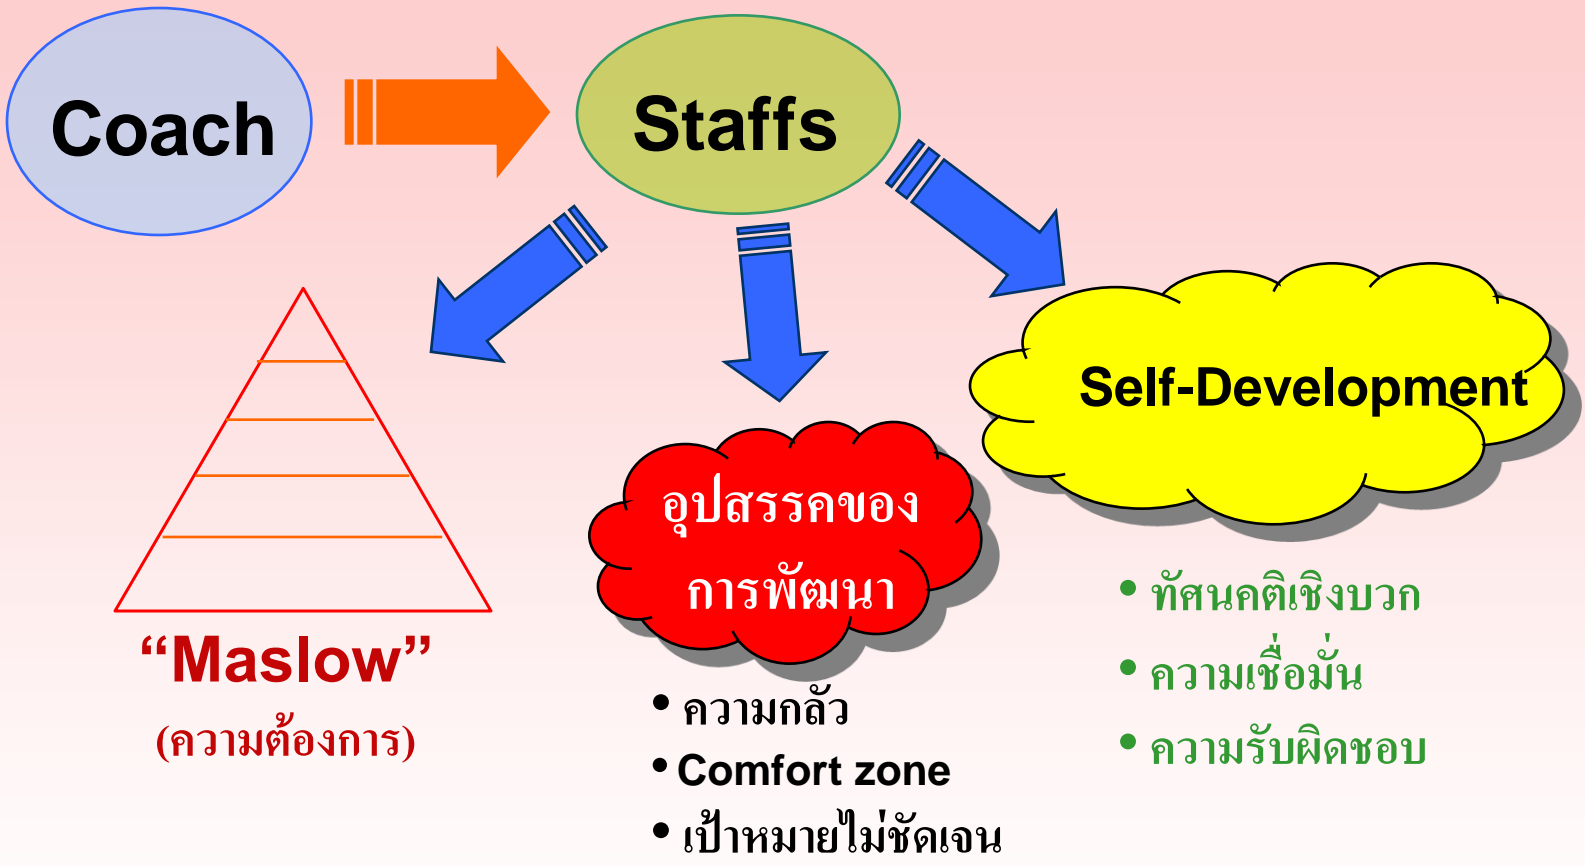 Coach
Staffs
Self-Development
อุปสรรคของ
การพัฒนา
“Maslow”
(ความต้องการ)
• ความกลัว
• Comfort zone
• เป้าหมายไม่ชัดเจน
• ทัศนคติเชิงบวก
• ความเชื่อมั่น
• ความรับผิดชอบ